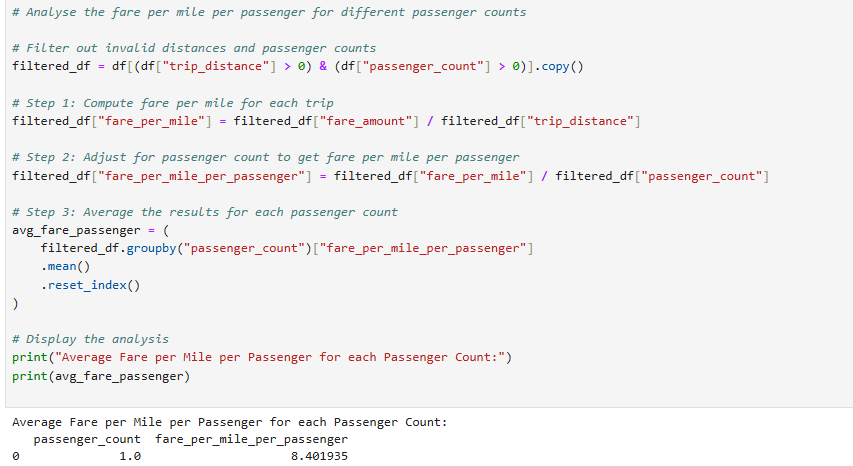 # Analyse the fare per mile per passenger for different passenger counts
# Filter out invalid distances and passenger counts
filtered_df = df[(df["trip_distance"] > 0) & (df["passenger_count"] > 0)].copy()
# Step 1: Compute fare per mile for each trip
filtered_df["fare_per_mile"] = filtered_df["fare_amount"] / filtered_df["trip_distance"]
# Step 2: Adjust for passenger count to get fare per mile per passenger
filtered_df["fare_per_mile_per_passenger"] = filtered_df["fare_per_mile"] / filtered_df["passenger_count"]
# Step 3: Average the results for each passenger count
avg_fare_passenger = (
    filtered_df.groupby("passenger_count")["fare_per_mile_per_passenger"]
    .mean()
    .reset_index()
)
# Display the analysis
print("Average Fare per Mile per Passenger for each Passenger Count:")
print(avg_fare_passenger)
Average Fare per Mile per Passenger for each Passenger Count:
   passenger_count  fare_per_mile_per_passenger
0              1.0                     8.401935